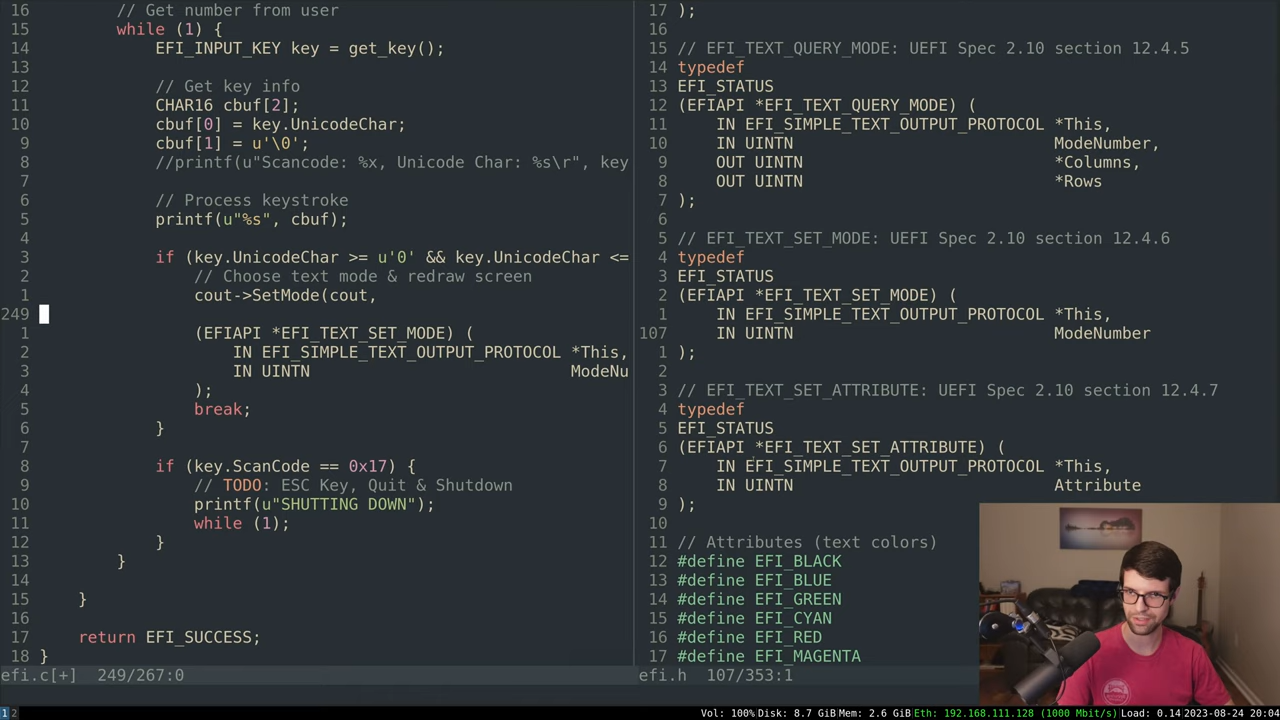 16         // Get number from user
15         while (1) {
14             EFI_INPUT_KEY key = get_key();
13
12             // Get key info
11             CHAR16 cbuf[2];
10             cbuf[0] = key.UnicodeChar;
9             cbuf[1] = u'\0';
8             //printf(u"Scancode: %x, Unicode Char: %s\r", key
7
6             // Process keystroke
5             printf(u"%s", cbuf);
4
3             if (key.UnicodeChar >= u'0' && key.UnicodeChar <=
2                 // Choose text mode & redraw screen
1                 cout->SetMode(cout,
249
1                 (EFIAPI *EFI_TEXT_SET_MODE) (
2                     IN EFI_SIMPLE_TEXT_OUTPUT_PROTOCOL *This,
3                     IN UINTN                           ModeNu
4                 );
5                 break;
6             }
7
8             if (key.ScanCode == 0x17) {
9                 // TODO: ESC Key, Quit & Shutdown
10                 printf(u"SHUTTING DOWN");
11                 while (1);
12             }
13         }
14
15     }
16
17     return EFI_SUCCESS;
18 }
efi.c[+]  249/267:0
17 );
16
15 // EFI_TEXT_QUERY_MODE: UEFI Spec 2.10 section 12.4.5
14 typedef
13 EFI_STATUS
12 (EFIAPI *EFI_TEXT_QUERY_MODE) (
11     IN EFI_SIMPLE_TEXT_OUTPUT_PROTOCOL *This,
10     IN UINTN                           ModeNumber,
9     OUT UINTN                          *Columns,
8     OUT UINTN                          *Rows
7 );
6
5 // EFI_TEXT_SET_MODE: UEFI Spec 2.10 section 12.4.6
4 typedef
3 EFI_STATUS
2 (EFIAPI *EFI_TEXT_SET_MODE) (
1     IN EFI_SIMPLE_TEXT_OUTPUT_PROTOCOL *This,
107     IN UINTN                           ModeNumber
1 );
2
3 // EFI_TEXT_SET_ATTRIBUTE: UEFI Spec 2.10 section 12.4.7
4 typedef
5 EFI_STATUS
6 (EFIAPI *EFI_TEXT_SET_ATTRIBUTE) (
7     IN EFI_SIMPLE_TEXT_OUTPUT_PROTOCOL *This,
8     IN UINTN                           Attribute
9 );
10
11 // Attributes (text colors)
12 #define EFI_BLACK
13 #define EFI_BLUE
14 #define EFI_GREEN
15 #define EFI_CYAN
16 #define EFI_RED
17 #define EFI_MAGENTA
efi.h  107/353:1
1 2 Vol: 100% Disk: 8.7 GiB Mem: 2.6 GiB Eth: 192.168.111.128 (1000 Mbit/s) Load: 0.14 2023-08-24 20:04